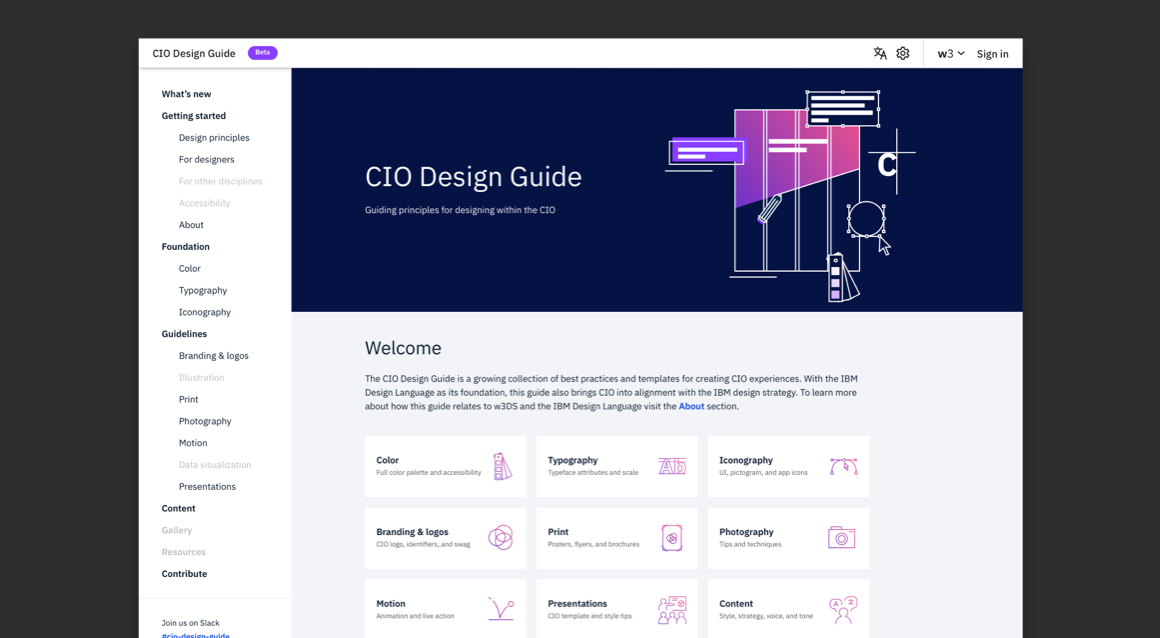 CIO Design Guide
Beta
w3
Sign in
What's new
Getting started
Design principles
For designers
For other disciplines
Accessibility
About
Foundation
Color
Typography
Iconography
Guidelines
Branding & logos
Illustration
Print
Photography
Motion
Data visualization
Presentations
Content
Gallery
Resources
Contribute
Join us on Slack
#cio-design-guide
CIO Design Guide
Guiding principles for designing within the CIO
C
Welcome
The CIO Design Guide is a growing collection of best practices and templates for creating CIO experiences. With the IBM
Design Language as its foundation, this guide also brings CIO into alignment with the IBM design strategy. To learn more
about how this guide relates to w3DS and the IBM Design Language visit the About section.
Color
Full color palette and accessibility
Typography
Typeface attributes and scale
Ab
Iconography
UI, pictogram, and app icons
Branding & logos
CIO logo, identifiers, and swag
Print
Posters, flyers, and brochures
Photography
Tips and techniques
Motion
Animation and live action
Presentations
CIO template and style tips
Content
Style, strategy, voice, and tone
A